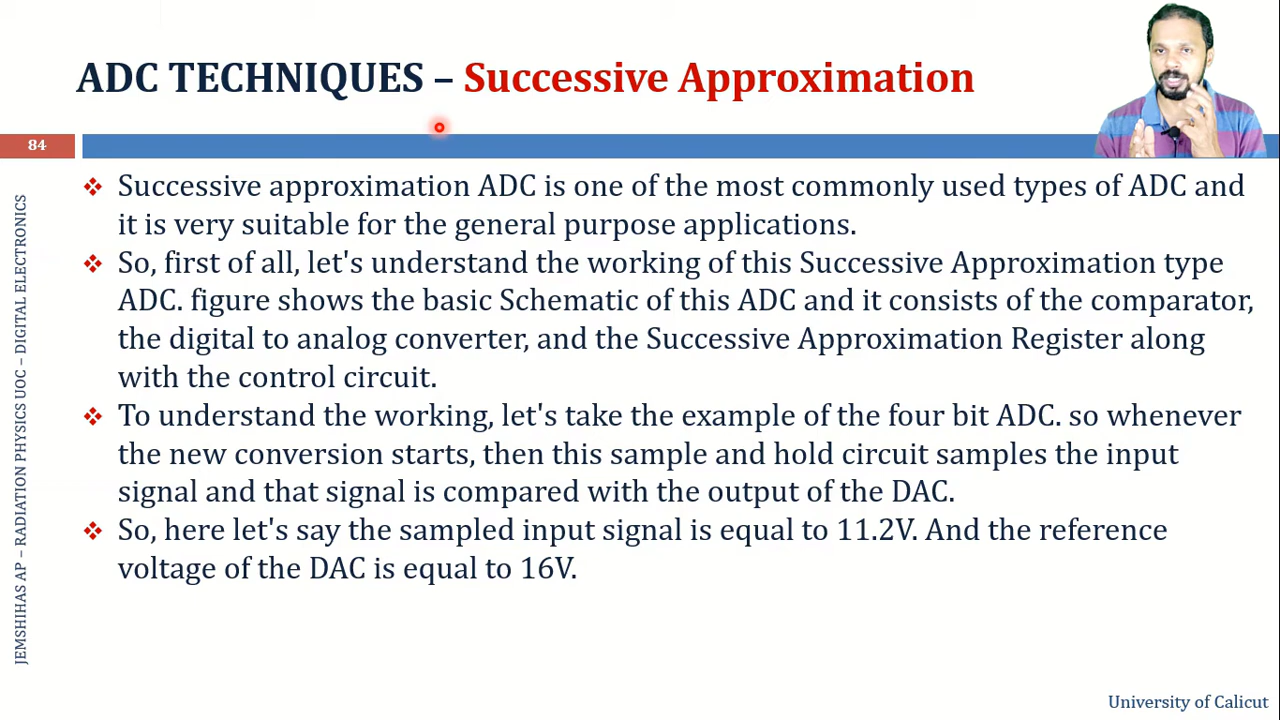 ADC TECHNIQUES – Successive Approximation
84
Successive approximation ADC is one of the most commonly used types of ADC and
it is very suitable for the general purpose applications.
So, first of all, let's understand the working of this Successive Approximation type
ADC. figure shows the basic Schematic of this ADC and it consists of the comparator,
the digital to analog converter, and the Successive Approximation Register along
with the control circuit.
To understand the working, let's take the example of the four bit ADC. so whenever
the new conversion starts, then this sample and hold circuit samples the input
signal and that signal is compared with the output of the DAC.
So, here let's say the sampled input signal is equal to 11.2V. And the reference
voltage of the DAC is equal to 16V.
JEMSHIHAS AP – RADIATION PHYSICS UOC – DIGITAL ELECTRONICS
University of Calicut